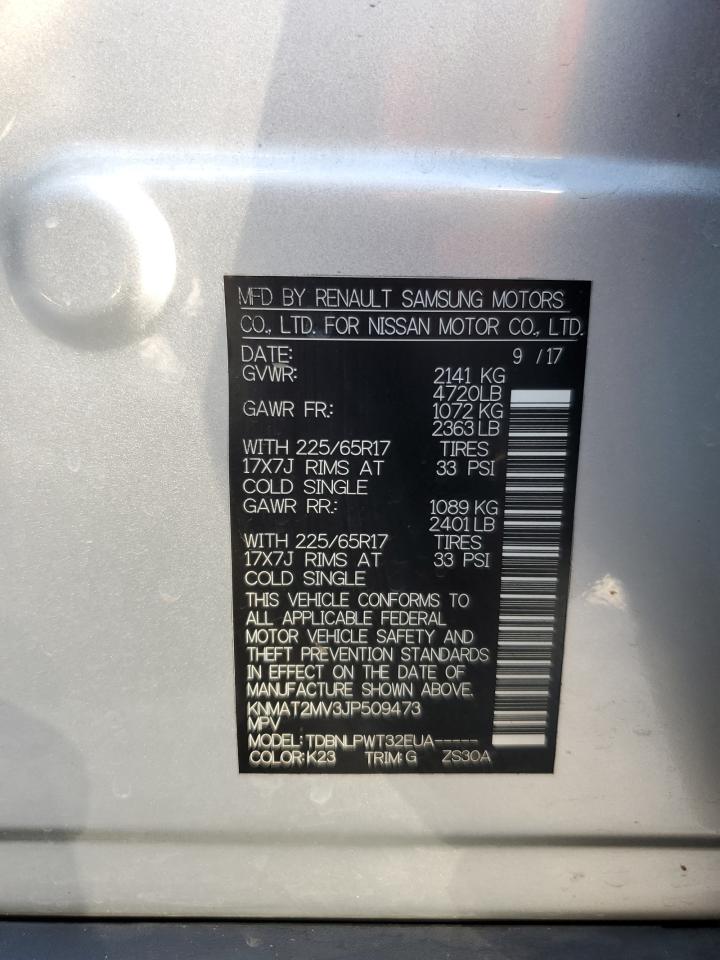 MFD BY RENAULT SAMSUNG MOTORS
CO., LTD. FOR NISSAN MOTOR CO., LTD.
DATE: 9 /17
GVWR: 2141 KG
4720LB
GAWR FR: 1072 KG
2363 LB
WITH 225/65R17 TIRES
17X7J RIMS AT 33 PSI
COLD SINGLE
GAWR RR: 1089 KG
2401 LB
WITH 225/65R17 TIRES
17X7J RIMS AT 33 PSI
COLD SINGLE
THIS VEHICLE CONFORMS TO
ALL APPLICABLE FEDERAL
MOTOR VEHICLE SAFETY AND
THEFT PREVENTION STANDARDS
IN EFFECT ON THE DATE OF
MANUFACTURE SHOWN ABOVE.
KNMAT2MV3JP509473
MPV
MODEL: TDBNLPWT32EUA-----
COLOR: K23 TRIM: G ZS30A